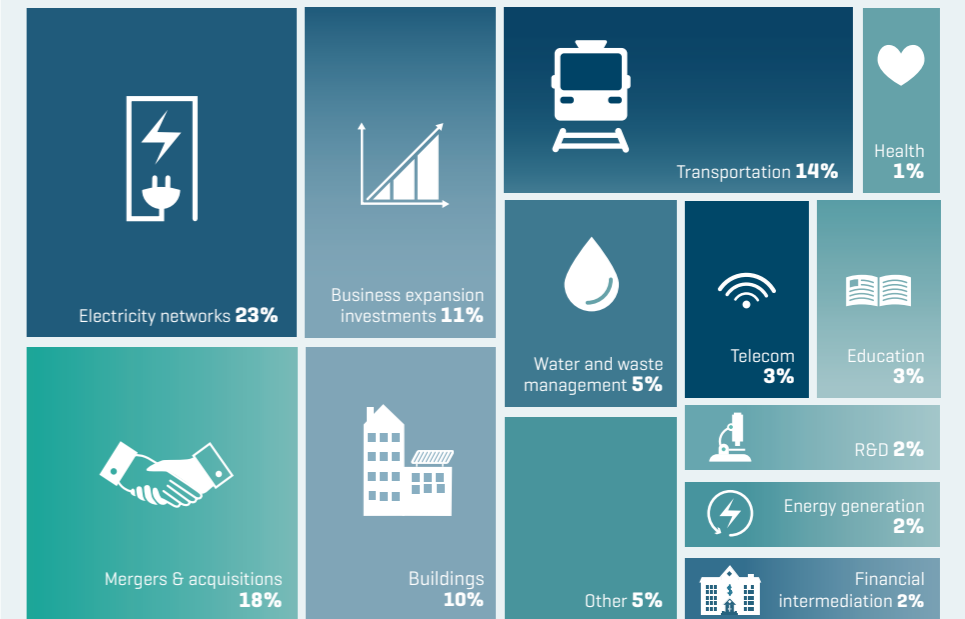 Electricity networks 23%
Business expansion
investments 11%
Transportation 14%
Health
1%
Water and waste
management 5%
Telecom
3%
Education
3%
Mergers & acquisitions
18%
Buildings
10%
Other 5%
R&D 2%
Energy generation
2%
Financial
intermediation 2%
$